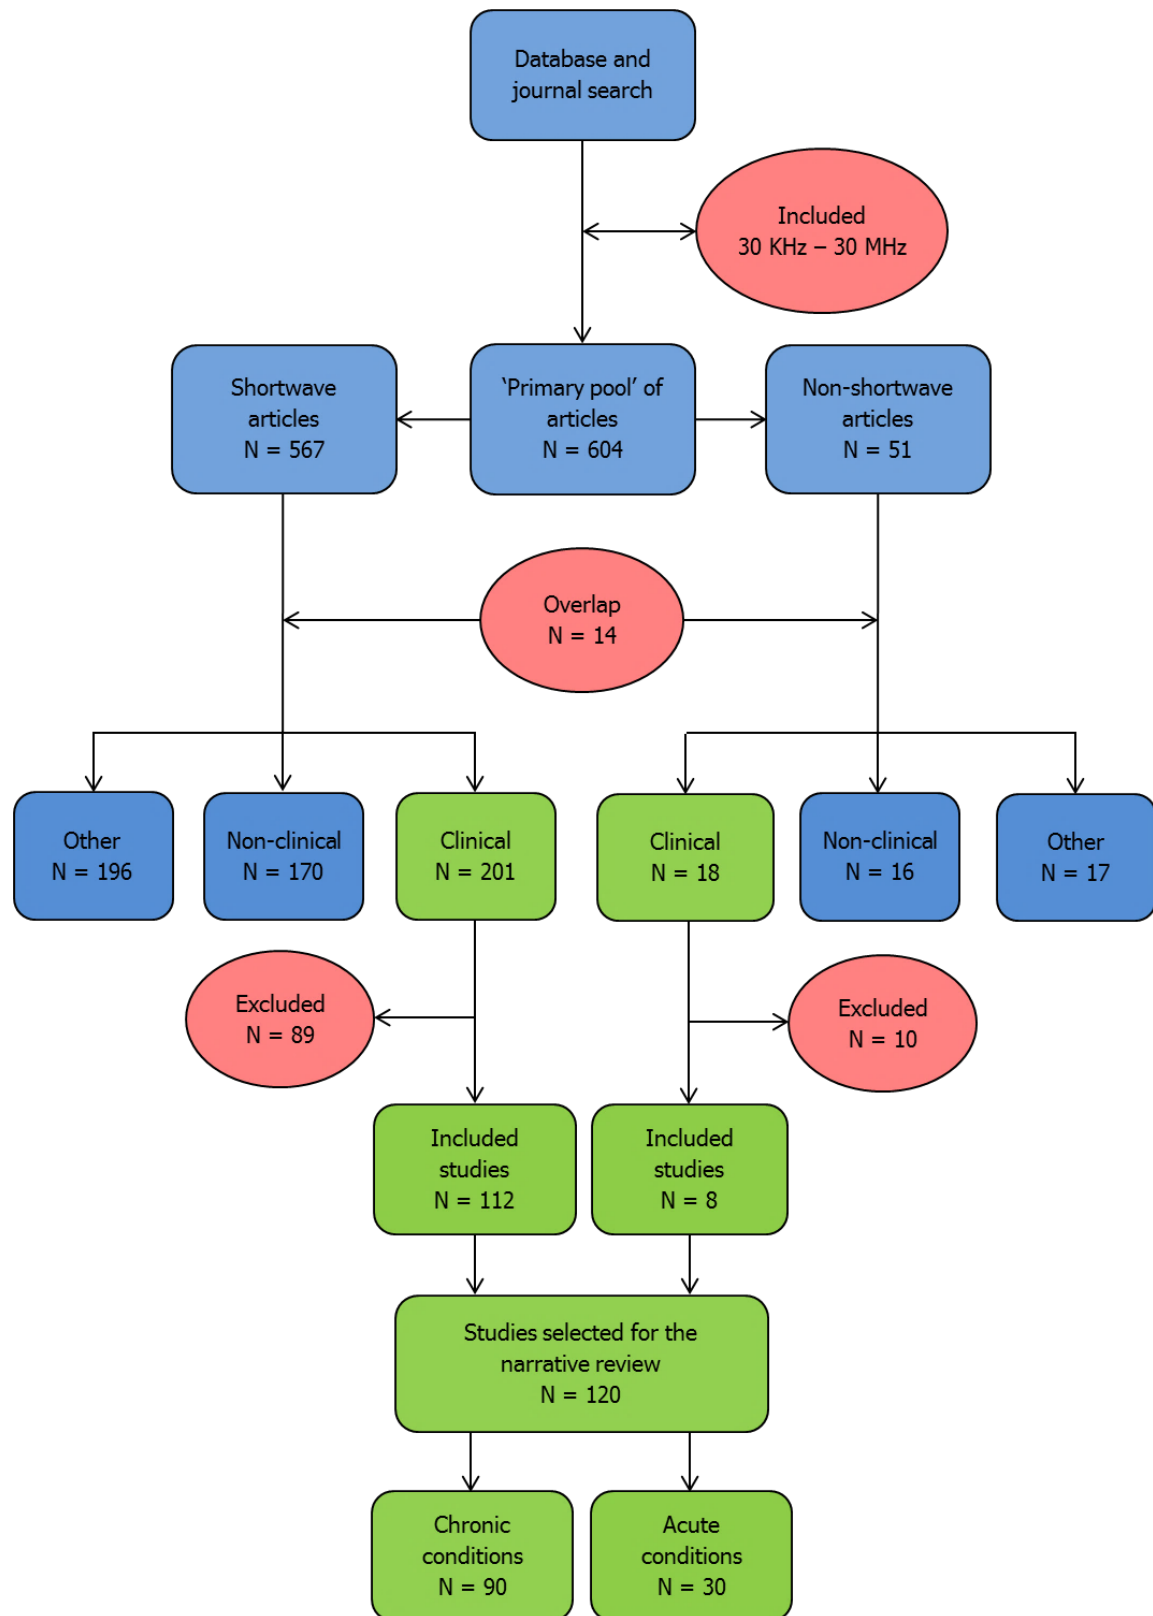 Database and
journal search
Included
30 KHz – 30 MHz
Shortwave
articles
N = 567
‘Primary pool’ of
articles
N = 604
Non-shortwave
articles
N = 51
Overlap
N = 14
Other
N = 196
Non-clinical
N = 170
Clinical
N = 201
Clinical
N = 18
Non-clinical
N = 16
Other
N = 17
Excluded
N = 89
Excluded
N = 10
Included
studies
N = 112
Included
studies
N = 8
Studies selected for the
narrative review
N = 120
Chronic
conditions
N = 90
Acute
conditions
N = 30